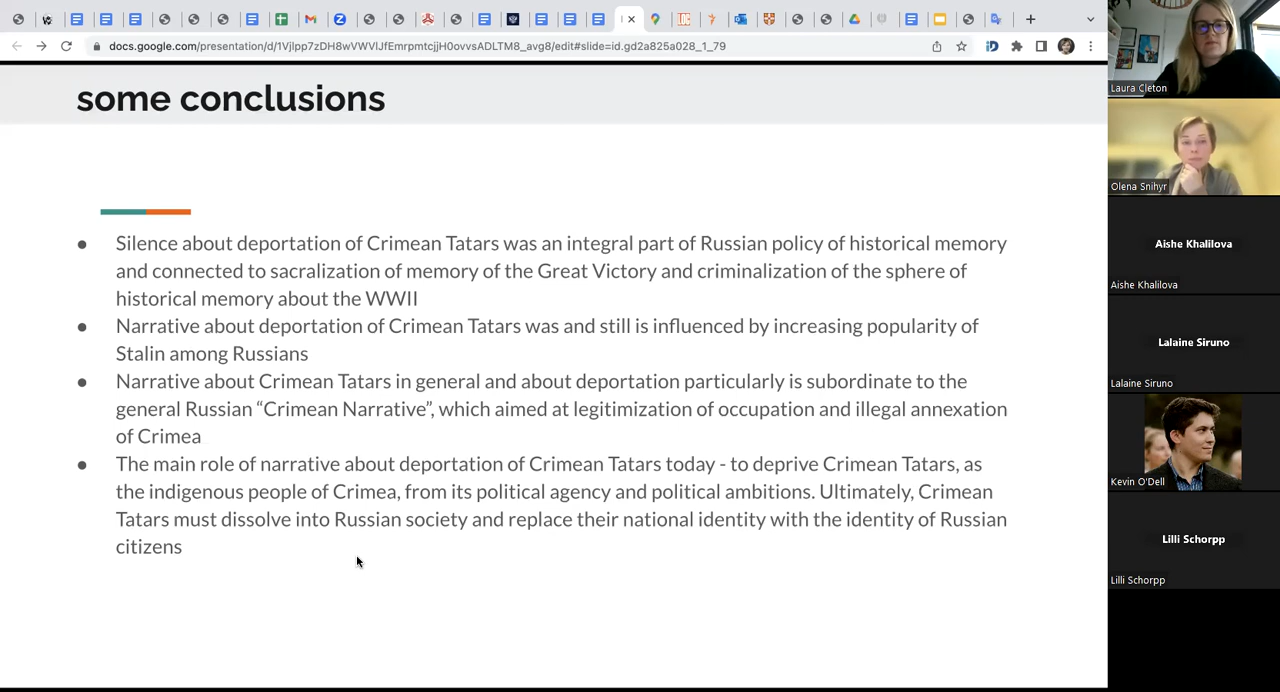 docs.google.com/presentation/d/1Vjlpp7zDH8wVWVlJfEmrpmtcjjH0ovvsADLTM8_avg8/edit#slide=id.gd2a825a028_1_79
some conclusions
● Silence about deportation of Crimean Tatars was an integral part of Russian policy of historical memory
and connected to sacralization of memory of the Great Victory and criminalization of the sphere of
historical memory about the WWII
● Narrative about deportation of Crimean Tatars was and still is influenced by increasing popularity of
Stalin among Russians
● Narrative about Crimean Tatars in general and about deportation particularly is subordinate to the
general Russian “Crimean Narrative”, which aimed at legitimization of occupation and illegal annexation
of Crimea
● The main role of narrative about deportation of Crimean Tatars today - to deprive Crimean Tatars, as
the indigenous people of Crimea, from its political agency and political ambitions. Ultimately, Crimean
Tatars must dissolve into Russian society and replace their national identity with the identity of Russian
citizens
Laura Cleton
Olena Snihyr
Aishe Khalilova
Aishe Khalilova
Lalaine Siruno
Lalaine Siruno
Kevin O'Dell
Lilli Schorpp
Lilli Schorpp